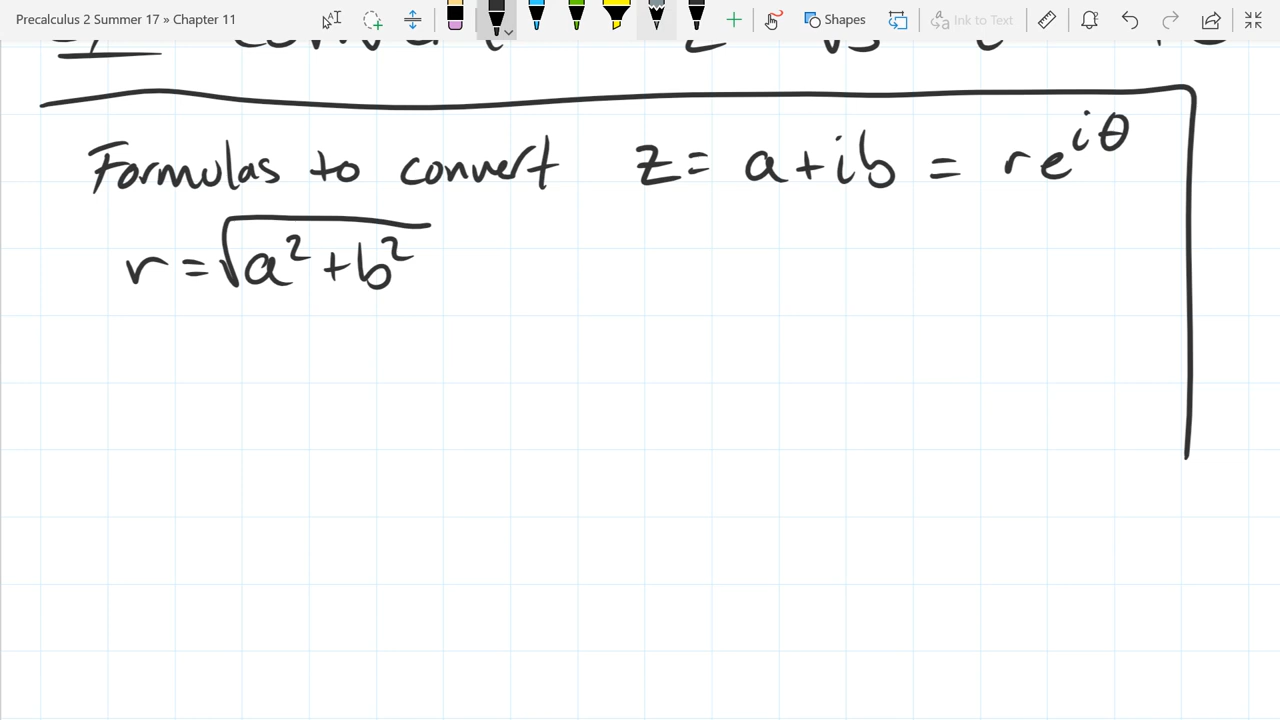 Precalculus 2 Summer 17 » Chapter 11
Shapes
Ink to Text
Formulas to convert z = a+ib = re^{iθ}
r = √(a² + b²)